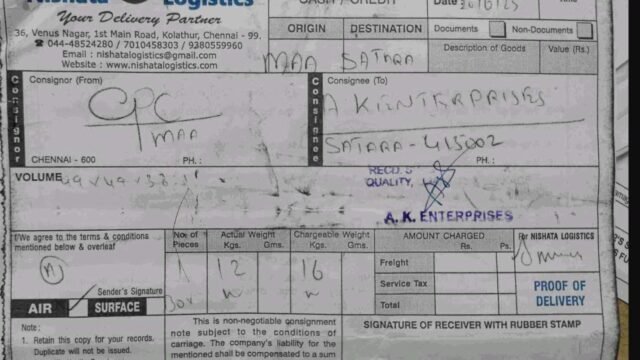 Nishata Logistics
Your Delivery Partner
36, Venus Nagar, 1st Main Road, Kolathur, Chennai - 99.
☎ 044-48524280 / 7010458303 / 9380559960
Email : nishatalogistics@gmail.com
Website : www.nishatalogistics.com
CASH / CREDIT
Date
Time
ORIGIN
DESTINATION
Documents
Non-Documents
MAA
SATARA
Description of Goods
Value (Rs.)
Consignor
Consignor (From)
CPC
MAA
CHENNAI - 600
PH. :
Consignee
Consignee (To)
A K ENTERPRISES
SATARA - 415002
PH. :
VOLUME
RECD. S
QUALITY,
A. K. ENTERPRISES
I/We agree to the terms & conditions
mentioned below & overleaf
Sender's Signature
AIR
SURFACE
No. of Pieces
Actual Weight
Kgs. Gms.
Chargeable Weight
Kgs. Gms.
1
12
16
Box
AMOUNT CHARGED
Rs. Ps.
Freight
Service Tax
Total
For NISHATA LOGISTICS
PROOF OF
DELIVERY
Note :
1. Retain this copy for your records.
Duplicate will not be issued.
This is non-negotiable consignment
note subject to the conditions of
carriage. The company's liability for
the mentioned shall be compensated to a sum
SIGNATURE OF RECEIVER WITH RUBBER STAMP